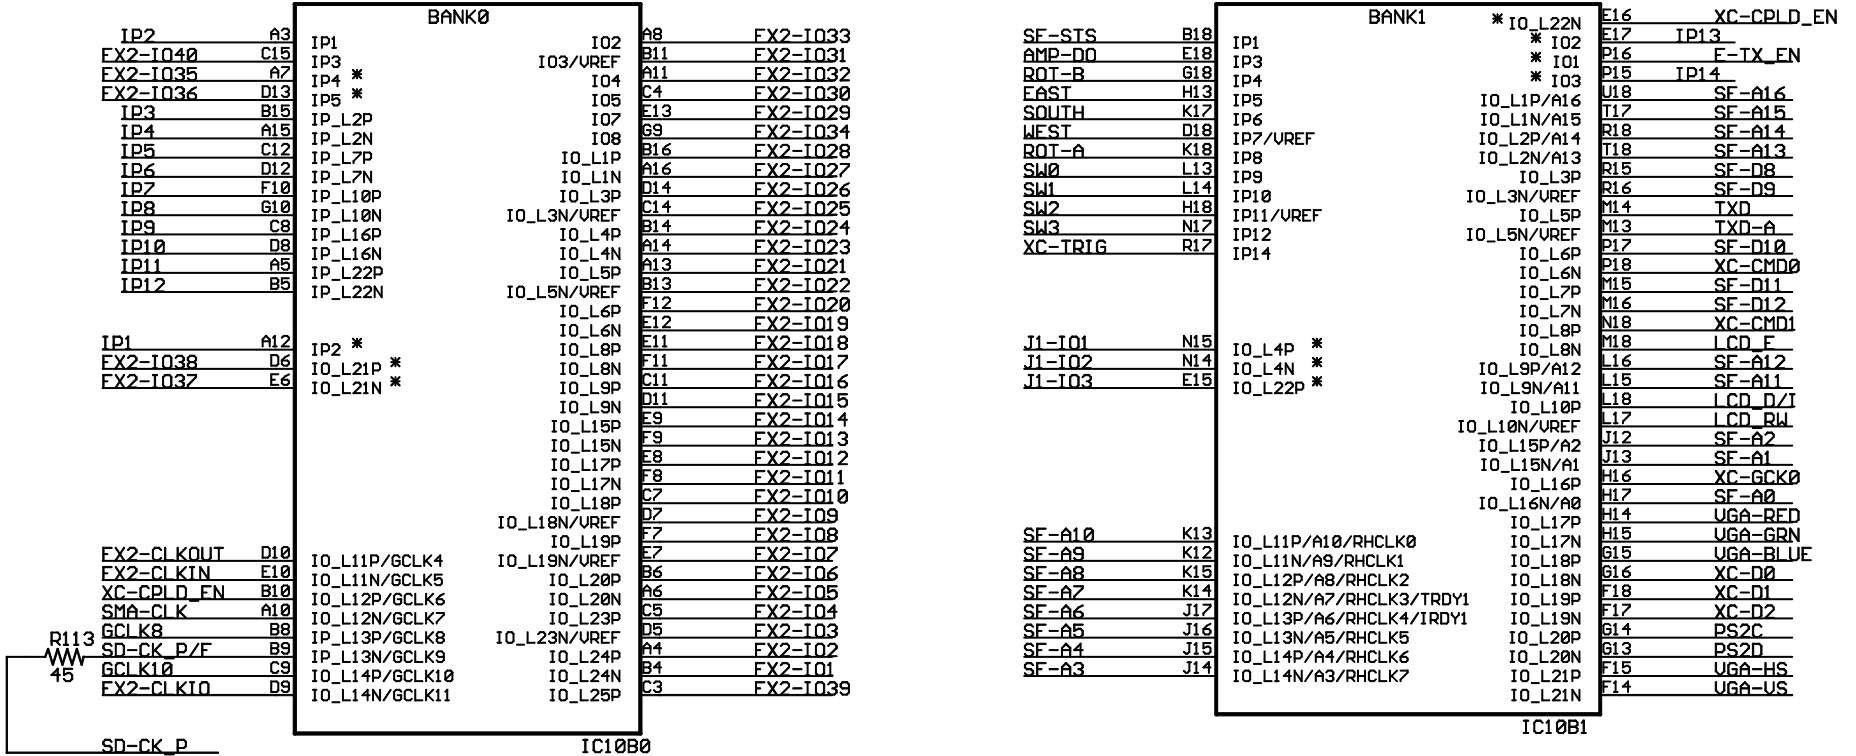 BANK0
IP2 A3 IP1
FX2-IO40 C15 IP3
FX2-IO35 A7 IP4 *
FX2-IO36 D13 IP5 *
IP3 B15 IP_L2P
IP4 A15 IP_L2N
IP5 C12 IP_L7P
IP6 D12 IP_L7N
IP7 F10 IP_L10P
IP8 G10 IP_L10N
IP9 C8 IP_L16P
IP10 D8 IP_L16N
IP11 A5 IP_L22P
IP12 B5 IP_L22N
IP1 A12 IP2 *
FX2-IO38 D6 IO_L21P *
FX2-IO37 E6 IO_L21N *
FX2-CLKOUT D10 IO_L11P/GCLK4
FX2-CLKIN E10 IO_L11N/GCLK5
XC-CPLD_EN B10 IO_L12P/GCLK6
SMA-CLK A10 IO_L12N/GCLK7
GCLK8 B8 IP_L13P/GCLK8
R113
SD-CK_P/F B9 IP_L13N/GCLK9
45
GCLK10 C9 IO_L14P/GCLK10
FX2-CLKIO D9 IO_L14N/GCLK11
SD-CK_P
IO2 A8 FX2-IO33
IO3/VREF B11 FX2-IO31
IO4 A11 FX2-IO32
IO5 C4 FX2-IO30
IO7 E13 FX2-IO29
IO8 G9 FX2-IO34
IO_L1P B16 FX2-IO28
IO_L1N A16 FX2-IO27
IO_L3P D14 FX2-IO26
IO_L3N/VREF C14 FX2-IO25
IO_L4P B14 FX2-IO24
IO_L4N A14 FX2-IO23
IO_L5P A13 FX2-IO21
IO_L5N/VREF B13 FX2-IO22
IO_L6P F12 FX2-IO20
IO_L6N E12 FX2-IO19
IO_L8P E11 FX2-IO18
IO_L8N F11 FX2-IO17
IO_L9P C11 FX2-IO16
IO_L9N D11 FX2-IO15
IO_L15P E9 FX2-IO14
IO_L15N F9 FX2-IO13
IO_L17P E8 FX2-IO12
IO_L17N F8 FX2-IO11
IO_L18P C7 FX2-IO10
IO_L18N/VREF D7 FX2-IO9
IO_L19P F7 FX2-IO8
IO_L19N/VREF E7 FX2-IO7
IO_L20P B6 FX2-IO6
IO_L20N A6 FX2-IO5
IO_L23P C5 FX2-IO4
IO_L23N/VREF D5 FX2-IO3
IO_L24P A4 FX2-IO2
IO_L24N B4 FX2-IO1
IO_L25P C3 FX2-IO39
IC10B0
BANK1
SF-STS B18 IP1
AMP-DO E18 IP3
ROT-B G18 IP4
EAST H13 IP5
SOUTH K17 IP6
WEST D18 IP7/VREF
ROT-A K18 IP8
SW0 L13 IP9
SW1 L14 IP10
SW2 H18 IP11/VREF
SW3 N17 IP12
XC-TRIG R17 IP14
J1-IO1 N15 IO_L4P *
J1-IO2 N14 IO_L4N *
J1-IO3 E15 IO_L22P *
SF-A10 K13 IO_L11P/A10/RHCLK0
SF-A9 K12 IO_L11N/A9/RHCLK1
SF-A8 K15 IO_L12P/A8/RHCLK2
SF-A7 K14 IO_L12N/A7/RHCLK3/TRDY1
SF-A6 J17 IO_L13P/A6/RHCLK4/IRDY1
SF-A5 J16 IO_L13N/A5/RHCLK5
SF-A4 J15 IO_L14P/A4/RHCLK6
SF-A3 J14 IO_L14N/A3/RHCLK7
* IO_L22N E16 XC-CPLD_EN
* IO2 E17 IP13
* IO1 P16 E-TX_EN
* IO3 P15 IP14
IO_L1P/A16 U18 SF-A16
IO_L1N/A15 T17 SF-A15
IO_L2P/A14 R18 SF-A14
IO_L2N/A13 T18 SF-A13
IO_L3P R15 SF-D8
IO_L3N/VREF R16 SF-D9
IO_L5P M14 TXD
IO_L5N/VREF M13 TXD-A
IO_L6P P17 SF-D10
IO_L6N P18 XC-CMD0
IO_L7P M15 SF-D11
IO_L7N M16 SF-D12
IO_L8P N18 XC-CMD1
IO_L8N M18 LCD_E
IO_L9P/A12 L16 SF-A12
IO_L9N/A11 L15 SF-A11
IO_L10P L18 LCD_D/I
IO_L10N/VREF L17 LCD_RW
IO_L15P/A2 J12 SF-A2
IO_L15N/A1 J13 SF-A1
IO_L16P H16 XC-GCK0
IO_L16N/A0 H17 SF-A0
IO_L17P H14 VGA-RED
IO_L17N H15 VGA-GRN
IO_L18P G15 VGA-BLUE
IO_L18N G16 XC-D0
IO_L19P F18 XC-D1
IO_L19N F17 XC-D2
IO_L20P G14 PS2C
IO_L20N G13 PS2D
IO_L21P F15 VGA-HS
IO_L21N F14 VGA-VS
IC10B1